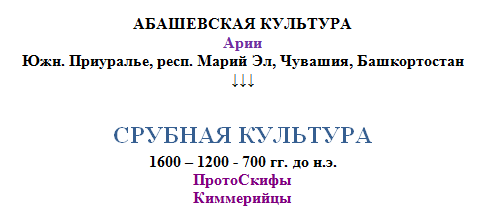 АБАШЕВСКАЯ КУЛЬТУРА
Арии
Южн. Приуралье, респ. Марий Эл, Чувашия, Башкортостан
↓↓↓
СРУБНАЯ КУЛЬТУРА
1600 – 1200 - 700 гг. до н.э.
ПротоСкифы
Киммерийцы